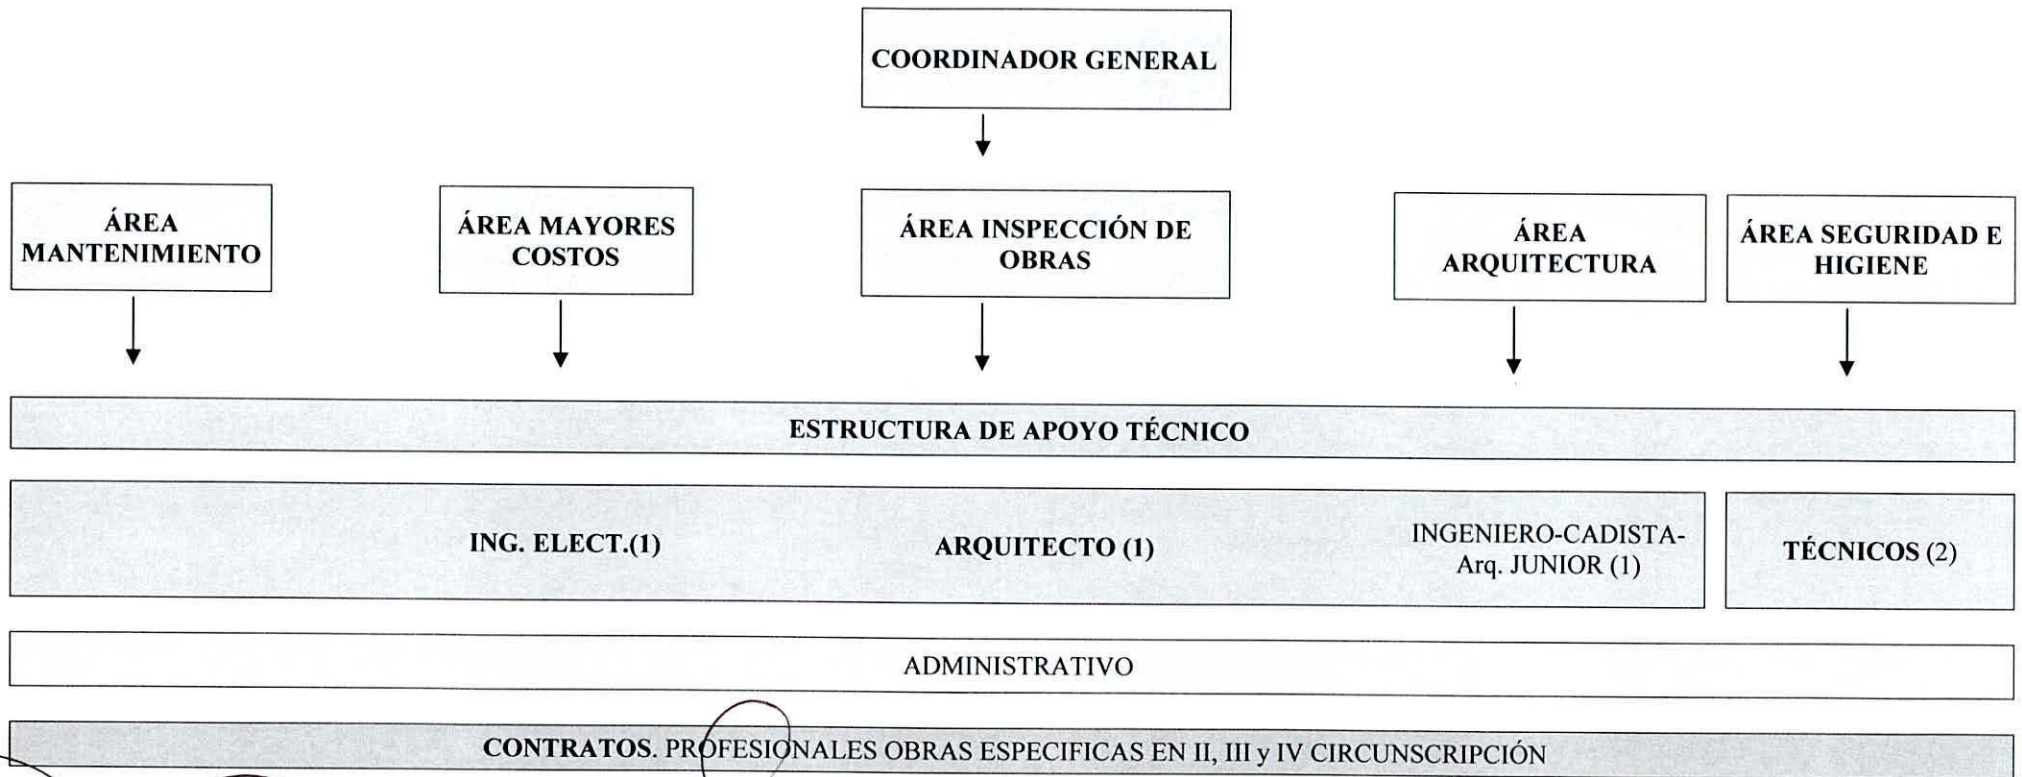 COORDINADOR GENERAL
ÁREA
MANTENIMIENTO
ÁREA MAYORES
COSTOS
ÁREA INSPECCIÓN DE
OBRAS
ÁREA
ARQUITECTURA
ÁREA SEGURIDAD E
HIGIENE
ESTRUCTURA DE APOYO TÉCNICO
ING. ELECT.(1)
ARQUITECTO (1)
INGENIERO-CADISTA-
Arq. JUNIOR (1)
TÉCNICOS (2)
ADMINISTRATIVO
CONTRATOS. PROFESIONALES OBRAS ESPECIFICAS EN II, III y IV CIRCUNSCRIPCIÓN